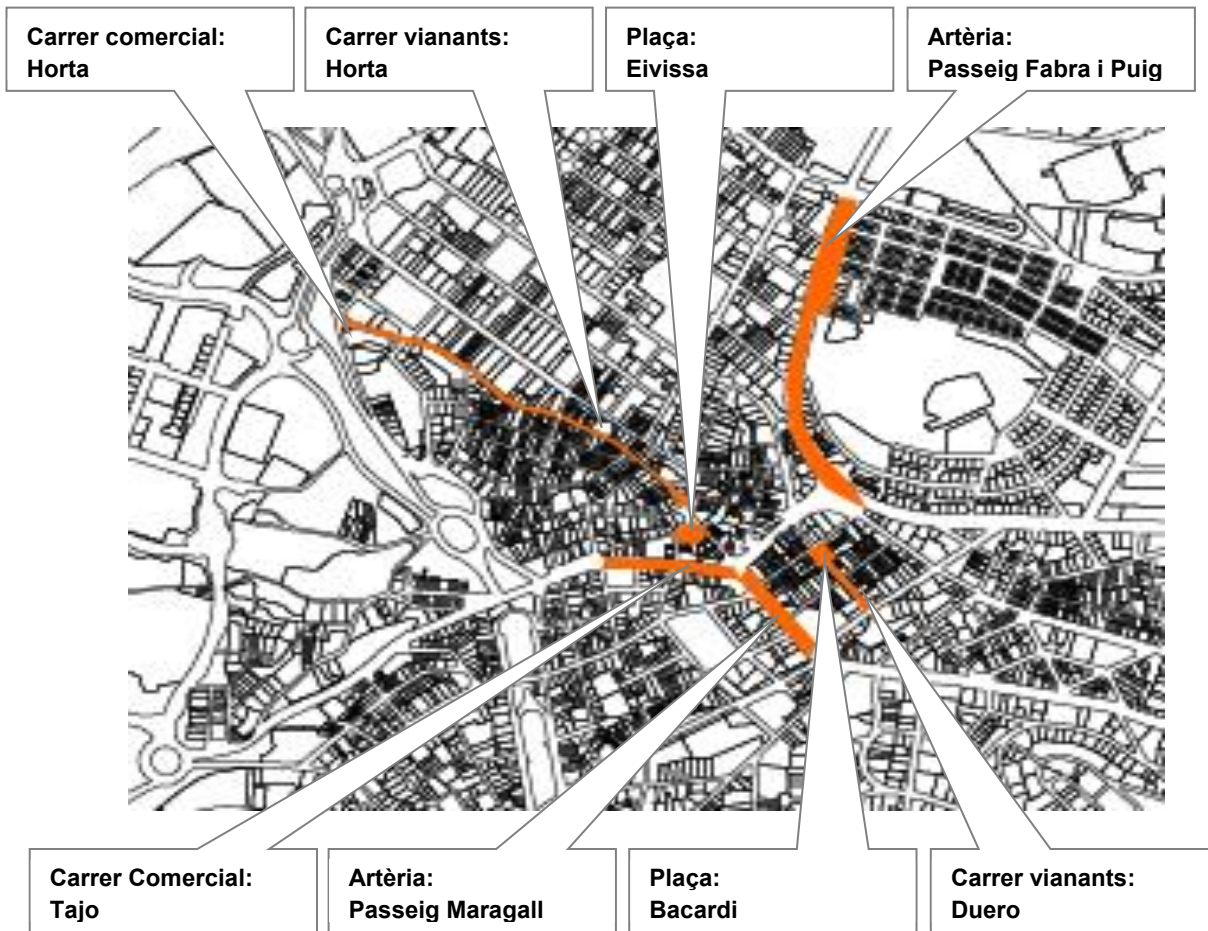 Carrer comercial:
Horta
Carrer vianants:
Horta
Plaça:
Eivissa
Artèria:
Passeig Fabra i Puig
Carrer Comercial:
Tajo
Artèria:
Passeig Maragall
Plaça:
Bacardi
Carrer vianants:
Duero